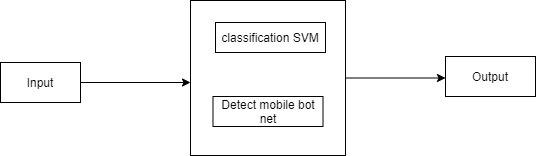 Input
classification SVM
Detect mobile bot
net
Output